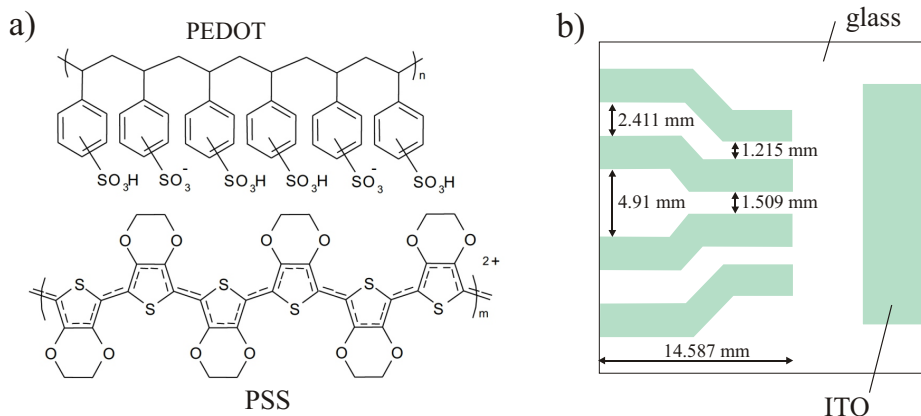 a)
PEDOT
n
SO3H SO3- SO3H SO3H SO3- SO3H
O O O O O O
S S S S S S
2+
m
O O O O O O
PSS
b)
glass
2.411 mm
1.215 mm
4.91 mm
1.509 mm
14.587 mm
ITO